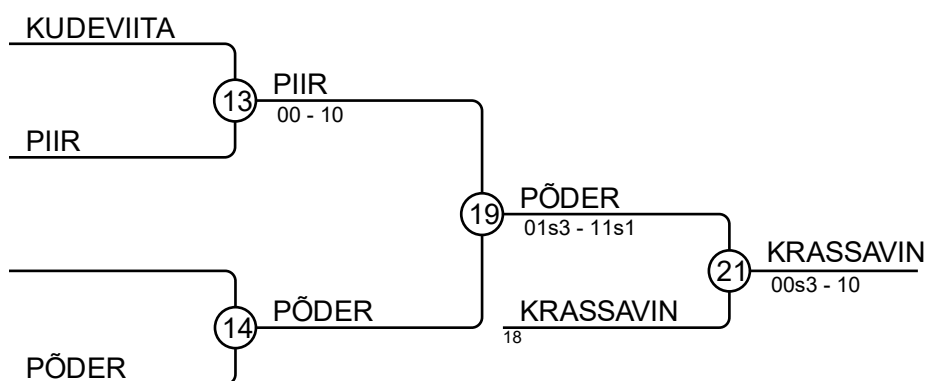 KUDEVIITA
13
PIIR
00 - 10
PIIR
19
PÕDER
01s3 - 11s1
21
KRASSAVIN
00s3 - 10
14
PÕDER
KRASSAVIN
18
PÕDER